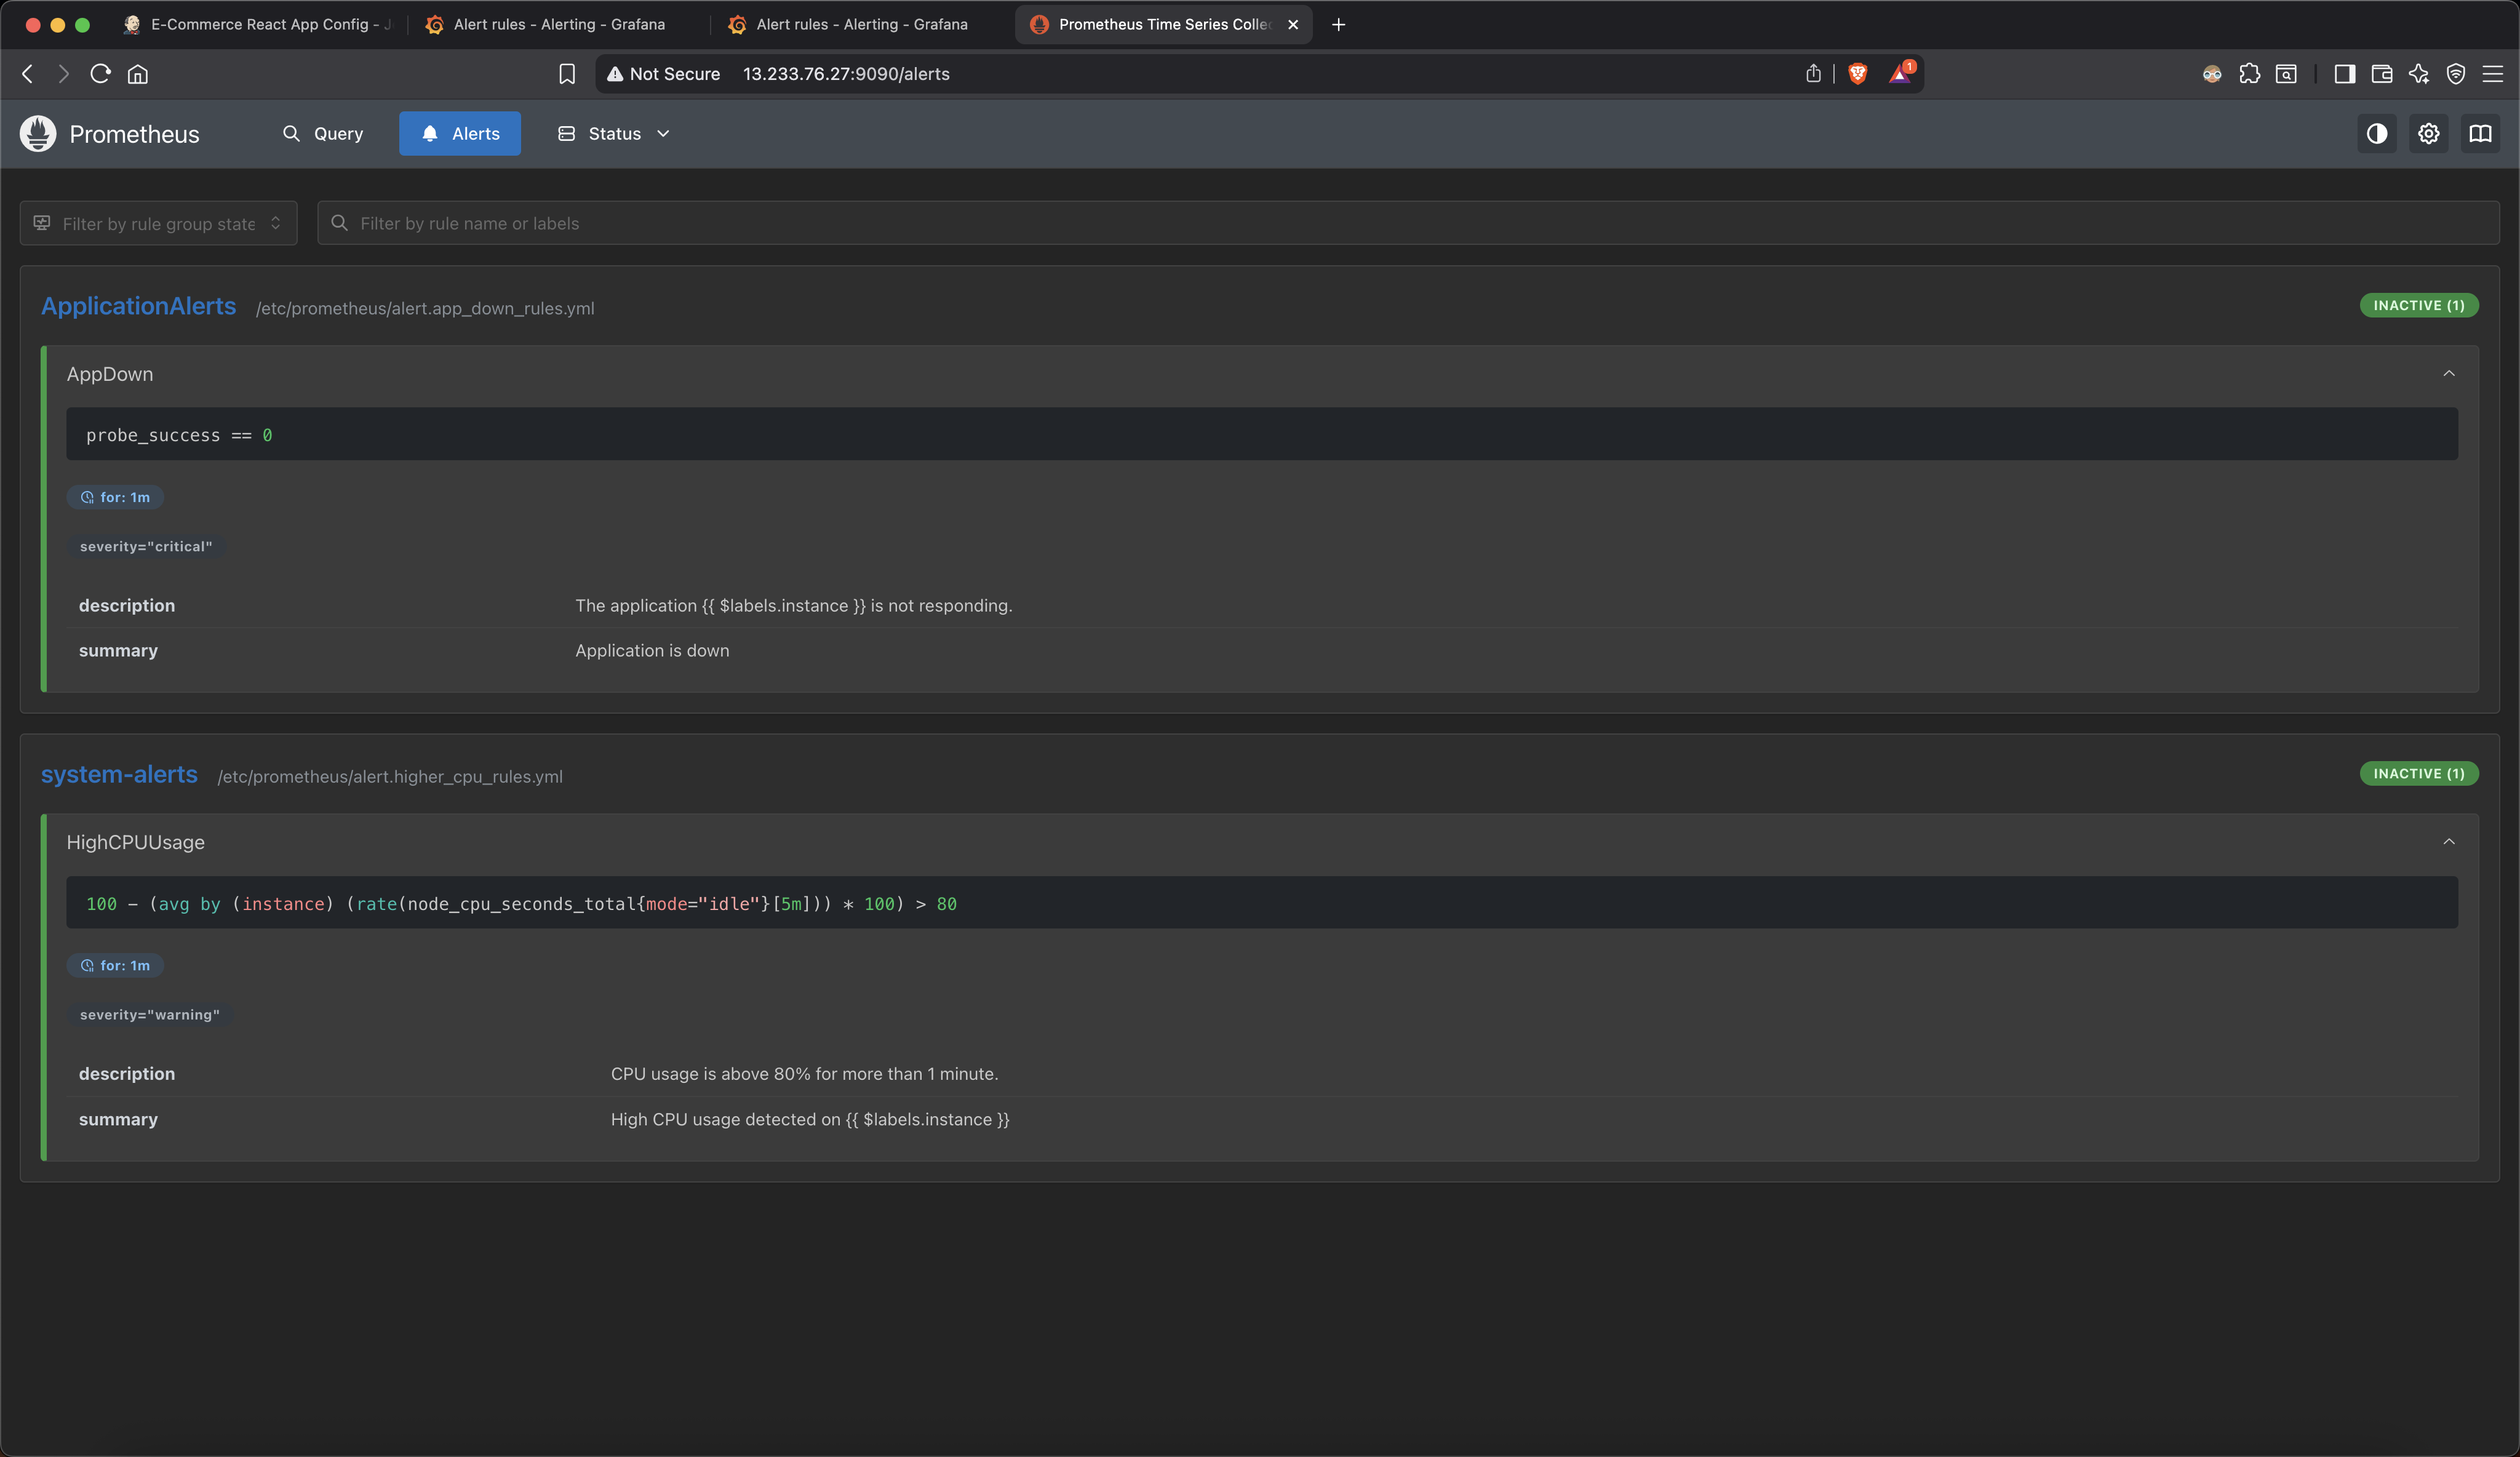 E-Commerce React App Config - J
Alert rules - Alerting - Grafana
Alert rules - Alerting - Grafana
Prometheus Time Series Colle
Not Secure 13.233.76.27:9090/alerts
1
Prometheus
Query
Alerts
Status
Filter by rule group state
Filter by rule name or labels
ApplicationAlerts /etc/prometheus/alert.app_down_rules.yml
INACTIVE (1)
AppDown
probe_success == 0
for: 1m
severity="critical"
description The application {{ $labels.instance }} is not responding.
summary Application is down
system-alerts /etc/prometheus/alert.higher_cpu_rules.yml
INACTIVE (1)
HighCPUUsage
100 - (avg by (instance) (rate(node_cpu_seconds_total{mode="idle"}[5m])) * 100) > 80
for: 1m
severity="warning"
description CPU usage is above 80% for more than 1 minute.
summary High CPU usage detected on {{ $labels.instance }}